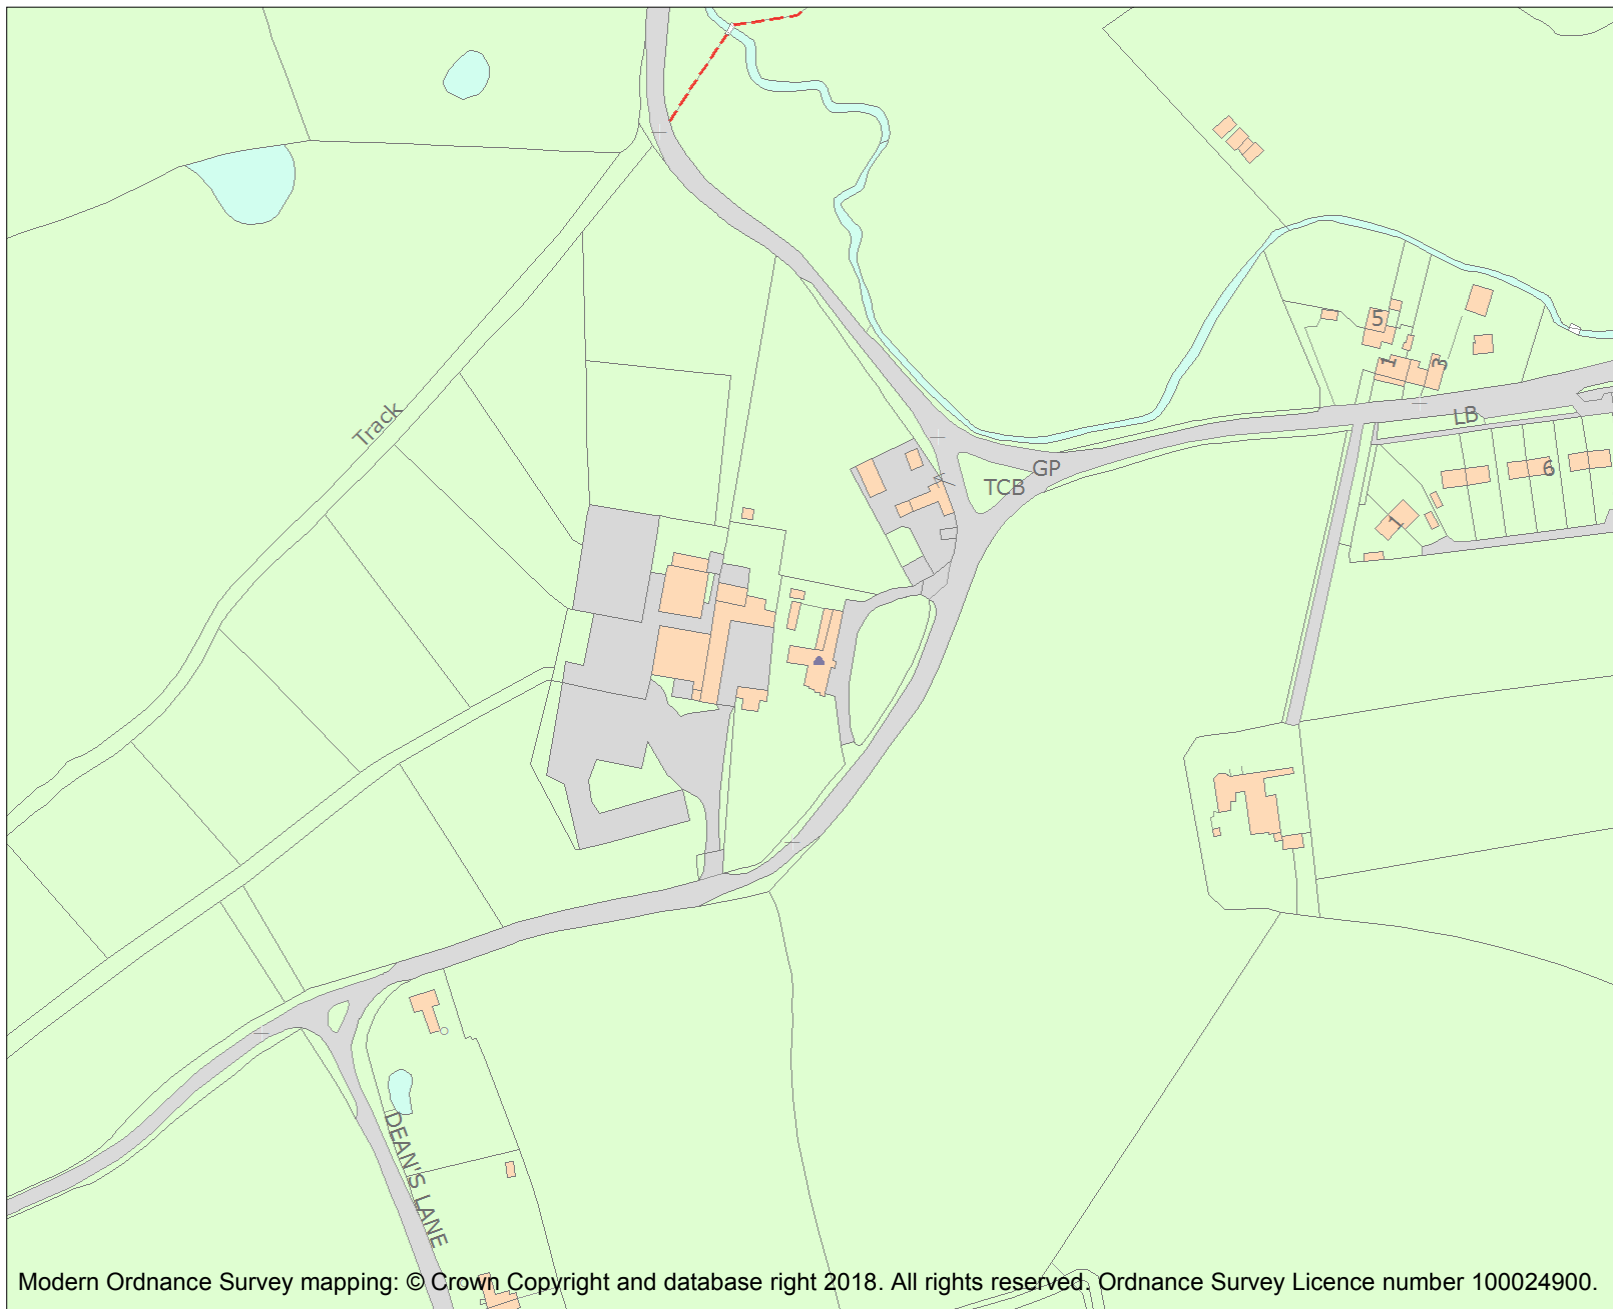 5
1
3
Track
LB
GP
TCB
6
1
DEAN'S LANE
Modern Ordnance Survey mapping: © Crown Copyright and database right 2018. All rights reserved. Ordnance Survey Licence number 100024900.